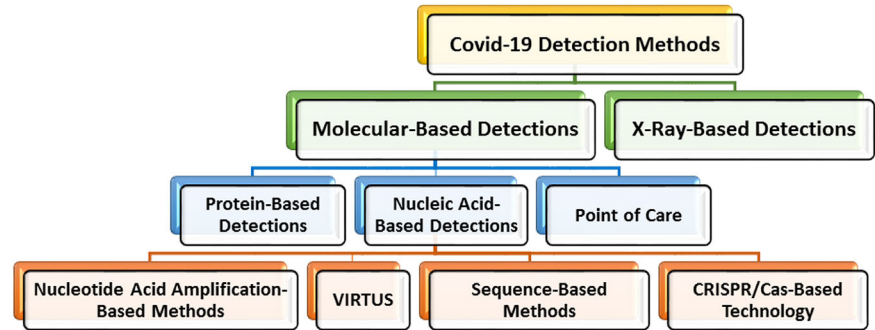 Covid-19 Detection Methods
Molecular-Based Detections
X-Ray-Based Detections
Protein-Based
Detections
Nucleic Acid-
Based Detections
Point of Care
Nucleotide Acid Amplification-
Based Methods
VIRTUS
Sequence-Based
Methods
CRISPR/Cas-Based
Technology